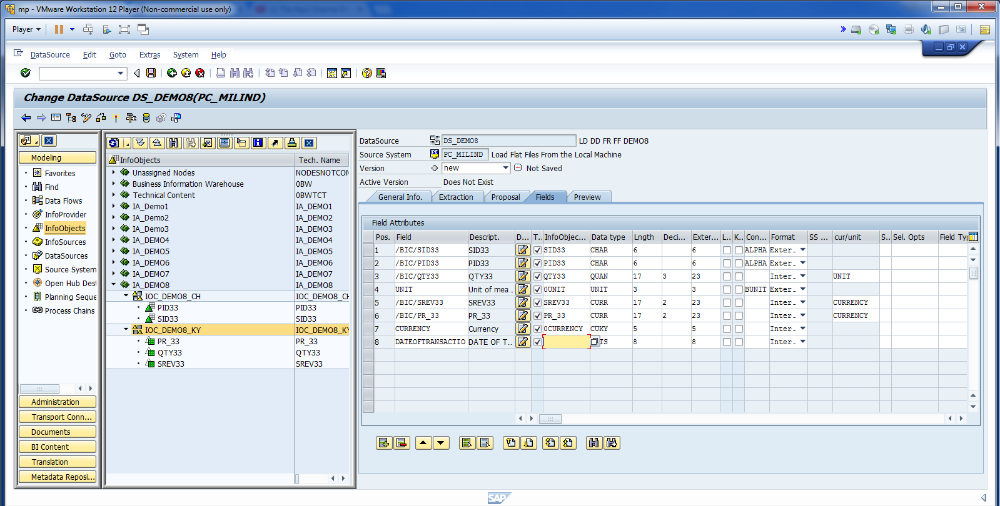 mp - VMware Workstation 12 Player (Non-commercial use only)
Player
DataSource Edit Goto Extras System Help
Change DataSource DS_DEMO8(PC_MILIND)
Modeling
Favorites
Find
Data Flows
InfoProvider
InfoObjects
InfoSources
DataSources
Source System
Open Hub Dest
Planning Seque
Process Chains
Administration
Transport Conn...
Documents
BI Content
Translation
Metadata Reposi...
InfoObjects Tech. Name
Unassigned Nodes NODESNOTCON
Business Information Warehouse 0BW
Technical Content 0BWTCT
IA_Demo1 IA_DEMO1
IA_Demo2 IA_DEMO2
IA_Demo3 IA_DEMO3
IA_DEMO4 IA_DEMO4
IA_DEMO5 IA_DEMO5
IA_DEMO6 IA_DEMO6
IA_DEMO7 IA_DEMO7
IA_DEMO8 IA_DEMO8
IOC_DEMO8_CH IOC_DEMO8_CH
PID33 PID33
SID33 SID33
IOC_DEMO8_KY IOC_DEMO8_KY
PR_33 PR_33
QTY33 QTY33
SREV33 SREV33
DataSource DS_DEMO8 LD DD FR FF DEMO8
Source System PC_MILIND Load Flat Files From the Local Machine
Version new Not Saved
Active Version Does Not Exist
General Info. Extraction Proposal Fields Preview
Field Attributes
Pos. Field Descript. D... T.. InfoObjec... Data type Lngth Deci... Exter... L.. K.. Con... Format SS ... cur/unit S.. Sel. Opts Field Ty
1 /BIC/SID33 SID33 SID33 CHAR 6 6 ALPHA Exter...
2 /BIC/PID33 PID33 PID33 CHAR 6 6 ALPHA Exter...
3 /BIC/QTY33 QTY33 QTY33 QUAN 17 3 23 Inter... UNIT
4 UNIT Unit of mea... 0UNIT UNIT 3 3 BUNIT Exter...
5 /BIC/SREV33 SREV33 SREV33 CURR 17 2 23 Inter... CURRENCY
6 /BIC/PR_33 PR_33 PR_33 CURR 17 2 23 Inter... CURRENCY
7 CURRENCY Currency 0CURRENCY CUKY 5 5 Inter...
8 DATEOFTRANSACTIO DATE OF T... TS 8 8 Inter...
SAP